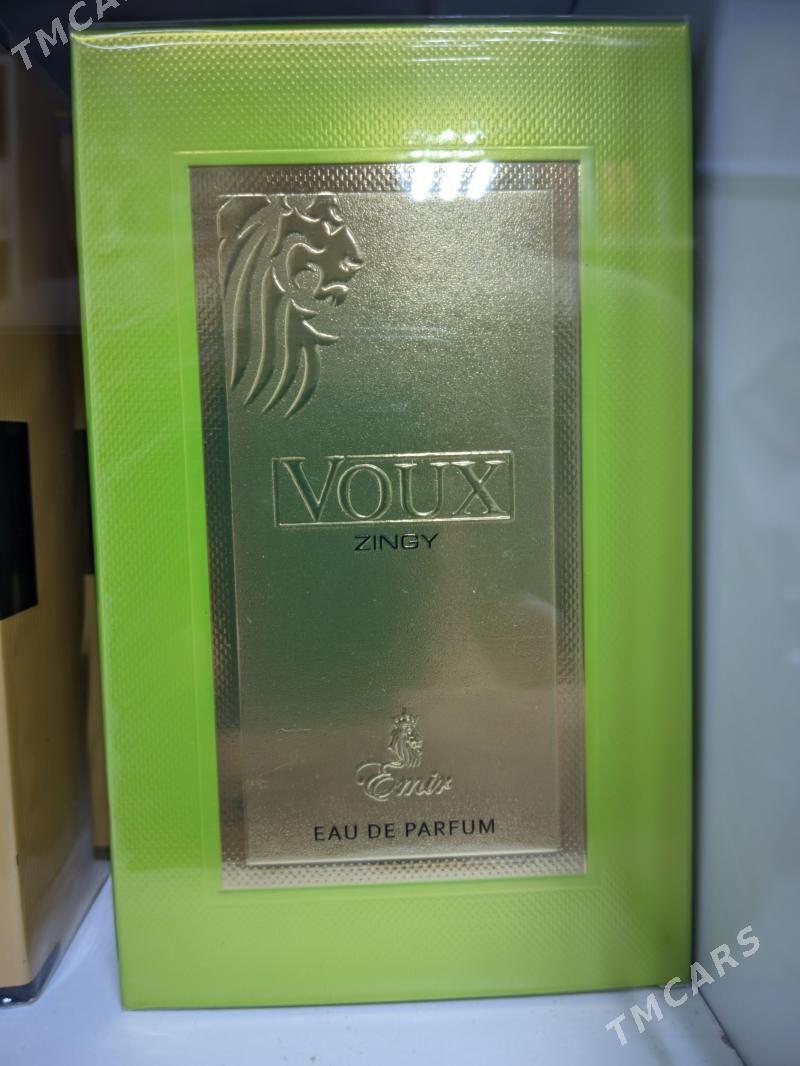 TMCARS
VOUX
ZINGY
Emir
EAU DE PARFUM
TMCARS